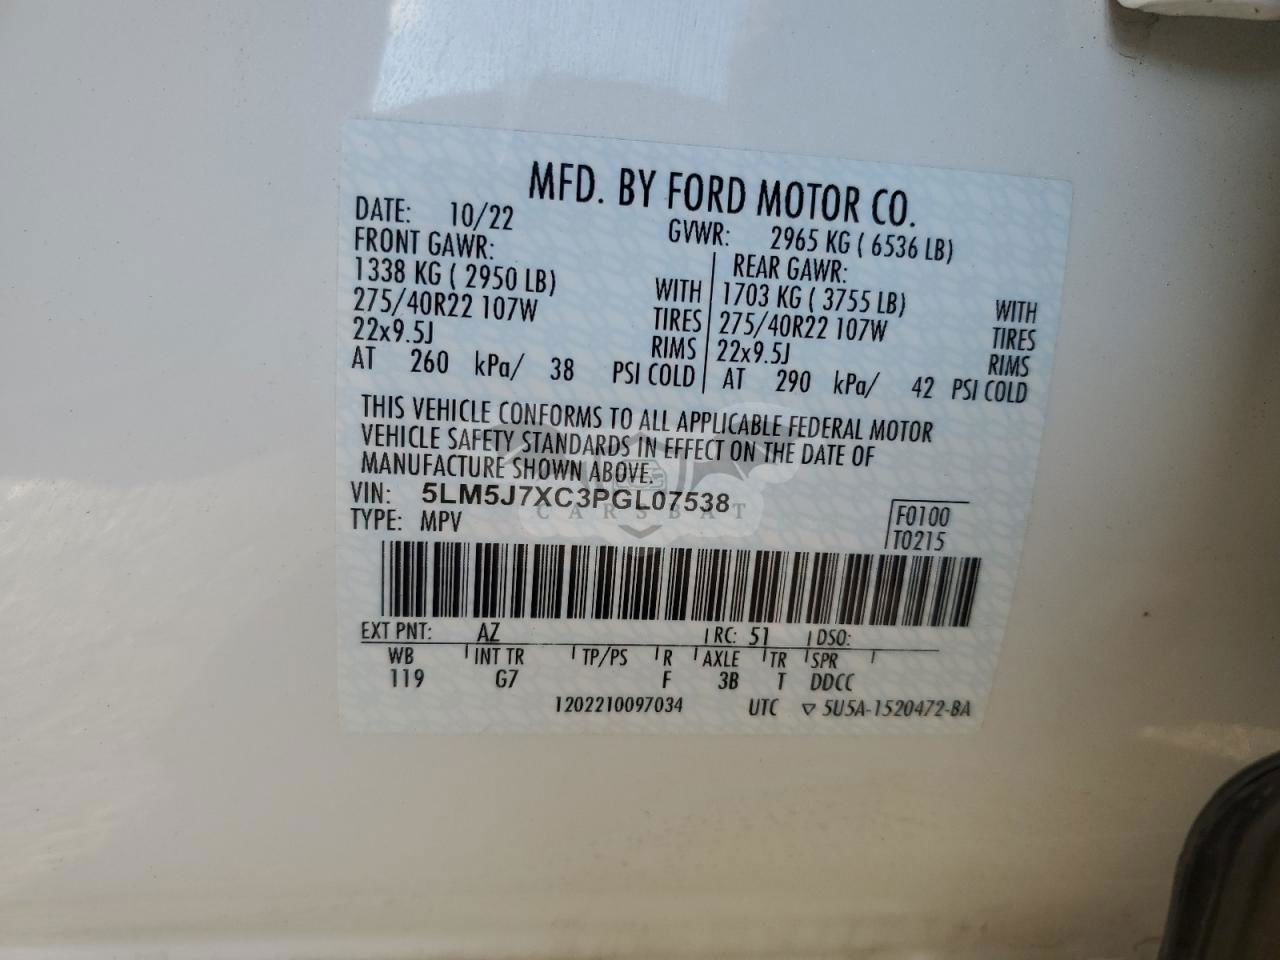 MFD. BY FORD MOTOR CO.
DATE: 10/22 GVWR: 2965 KG ( 6536 LB)
FRONT GAWR: REAR GAWR:
1338 KG ( 2950 LB) WITH 1703 KG ( 3755 LB) WITH
275/40R22 107W TIRES 275/40R22 107W TIRES
22x9.5J RIMS 22x9.5J RIMS
AT 260 kPa/ 38 PSI COLD AT 290 kPa/ 42 PSI COLD
THIS VEHICLE CONFORMS TO ALL APPLICABLE FEDERAL MOTOR
VEHICLE SAFETY STANDARDS IN EFFECT ON THE DATE OF
MANUFACTURE SHOWN ABOVE.
VIN: 5LM5J7XC3PGL07538
CARSBAT
TYPE: MPV
F0100
T0215
EXT PNT: AZ RC: 51 DSO:
WB INT TR TP/PS R AXLE TR SPR
119 G7 F 3B T DDCC
1202210097034 UTC ▽ 5U5A-1520472-BA